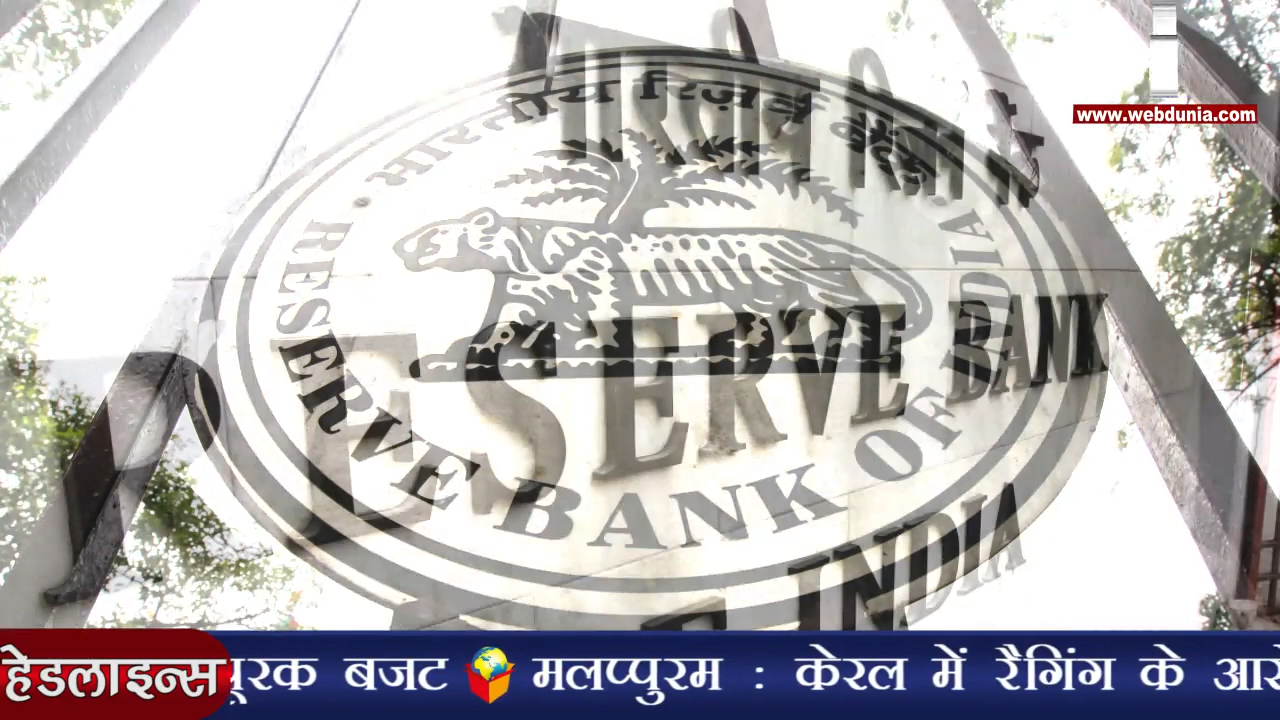 www.webdunia.com
भारतीय रिज़र्व बैंक
RESERVE BANK OF INDIA
RESERVE BANK
INDIA
हेडलाइन्स पूरक बजट मलप्पुरम : केरल में रैगिंग के